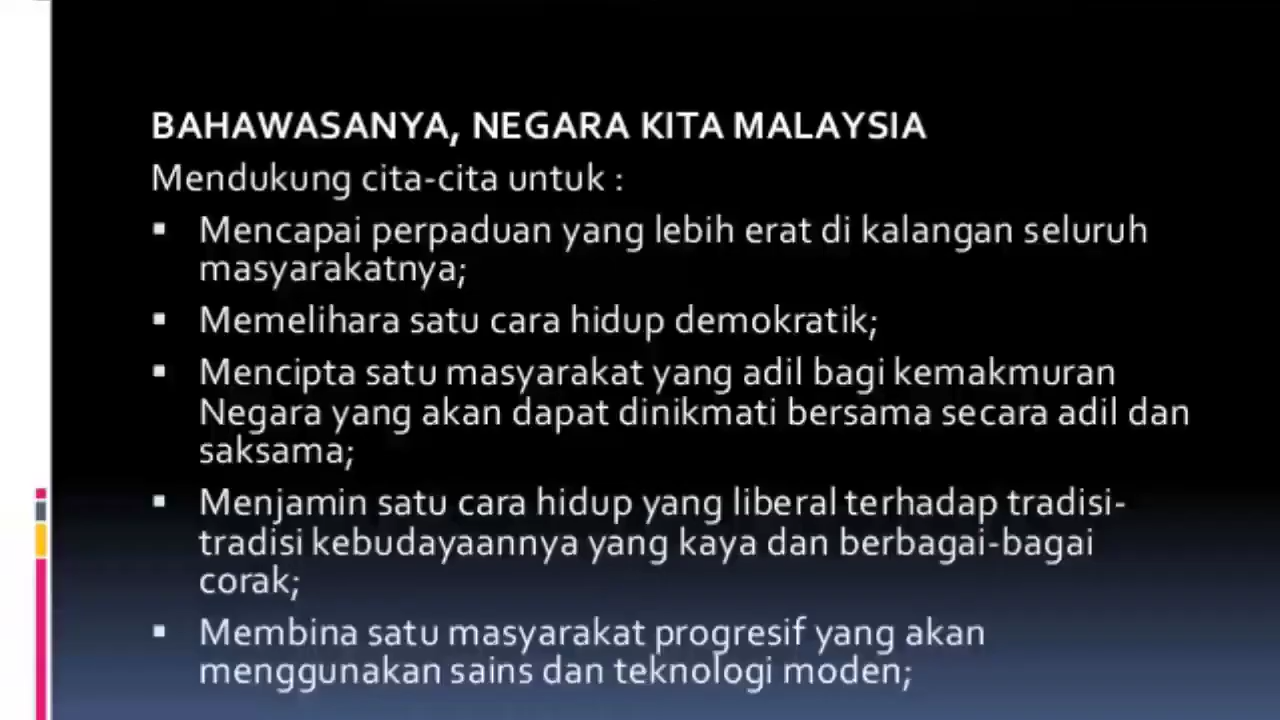 BAHAWASANYA, NEGARA KITA MALAYSIA
Mendukung cita-cita untuk :
▪ Mencapai perpaduan yang lebih erat di kalangan seluruh
masyarakatnya;
▪ Memelihara satu cara hidup demokratik;
▪ Mencipta satu masyarakat yang adil bagi kemakmuran
Negara yang akan dapat dinikmati bersama secara adil dan
saksama;
▪ Menjamin satu cara hidup yang liberal terhadap tradisi-
tradisi kebudayaannya yang kaya dan berbagai-bagai
corak;
▪ Membina satu masyarakat progresif yang akan
menggunakan sains dan teknologi moden;